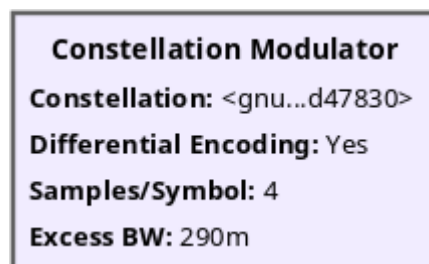 Constellation Modulator
Constellation: <gnu...d47830>
Differential Encoding: Yes
Samples/Symbol: 4
Excess BW: 290m